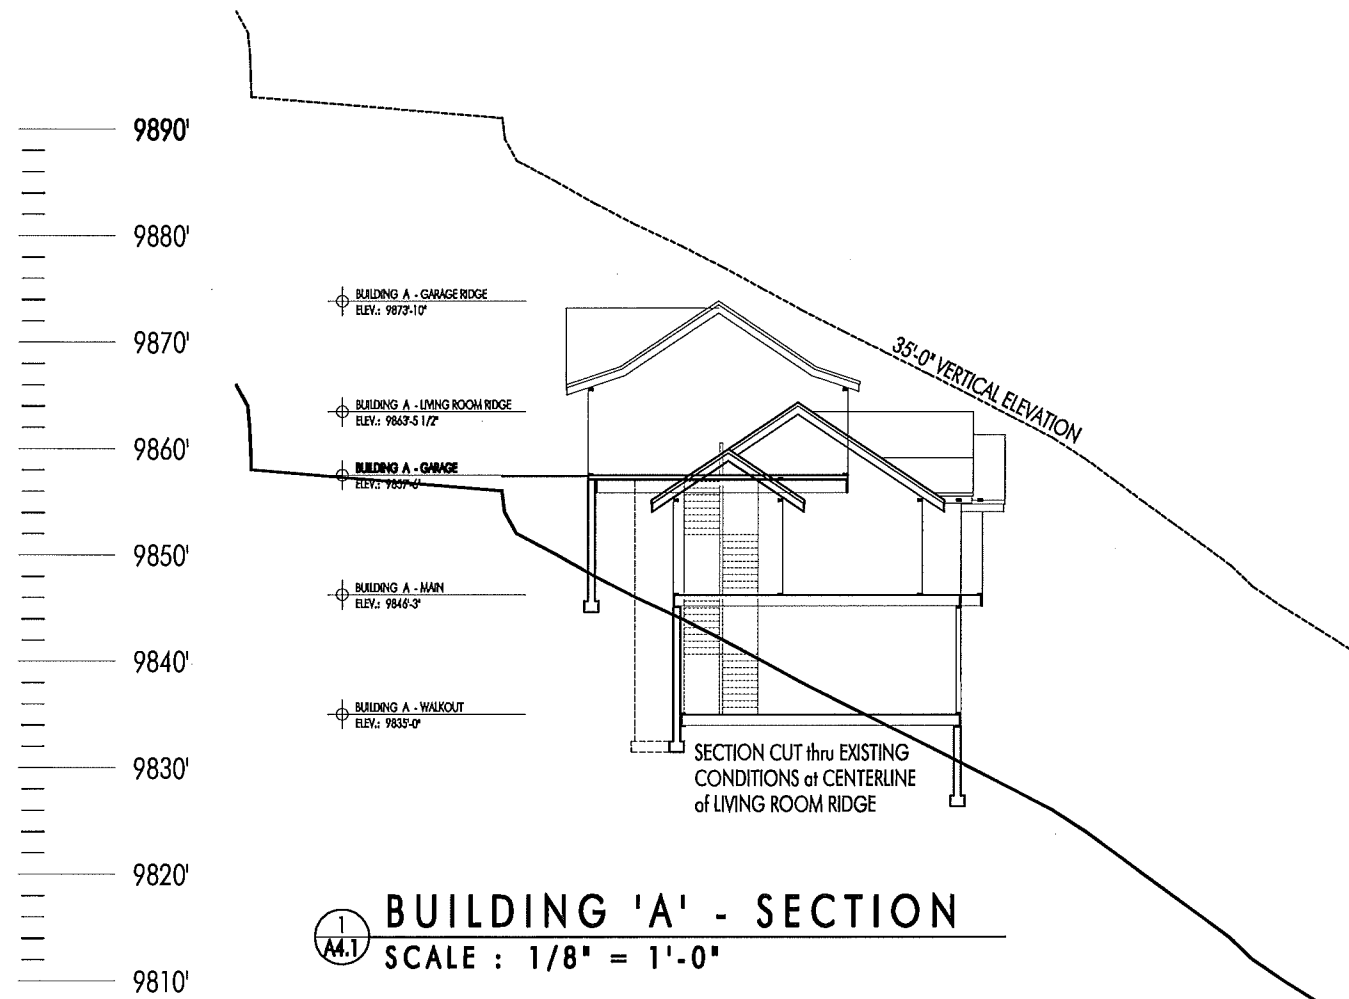 9890'
9880'
9870'
9860'
9850'
9840'
9830'
9820'
9810'
BUILDING A - GARAGE RIDGE
ELEV.: 9873'-10"
BUILDING A - LIVING ROOM RIDGE
ELEV.: 9863'-5 1/2"
BUILDING A - GARAGE
ELEV.: 9857'-6"
BUILDING A - MAIN
ELEV.: 9846'-3"
BUILDING A - WALKOUT
ELEV.: 9835'-0"
35'-0" VERTICAL ELEVATION
SECTION CUT thru EXISTING
CONDITIONS at CENTERLINE
of LIVING ROOM RIDGE
1
A4.1
BUILDING 'A' - SECTION
SCALE : 1/8" = 1'-0"